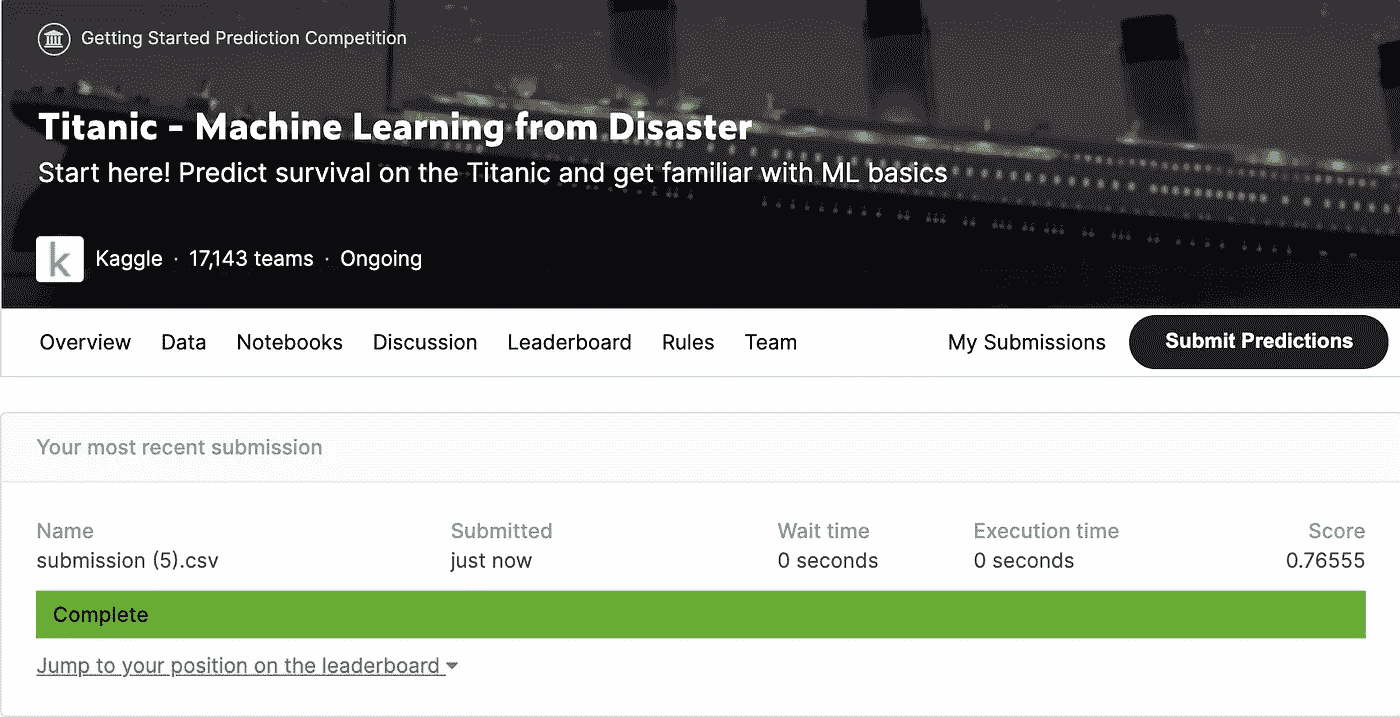 Getting Started Prediction Competition
Titanic - Machine Learning from Disaster
Start here! Predict survival on the Titanic and get familiar with ML basics
k Kaggle · 17,143 teams · Ongoing
Overview Data Notebooks Discussion Leaderboard Rules Team My Submissions Submit Predictions
Your most recent submission
Name Submitted Wait time Execution time Score
submission (5).csv just now 0 seconds 0 seconds 0.76555
Complete
Jump to your position on the leaderboard